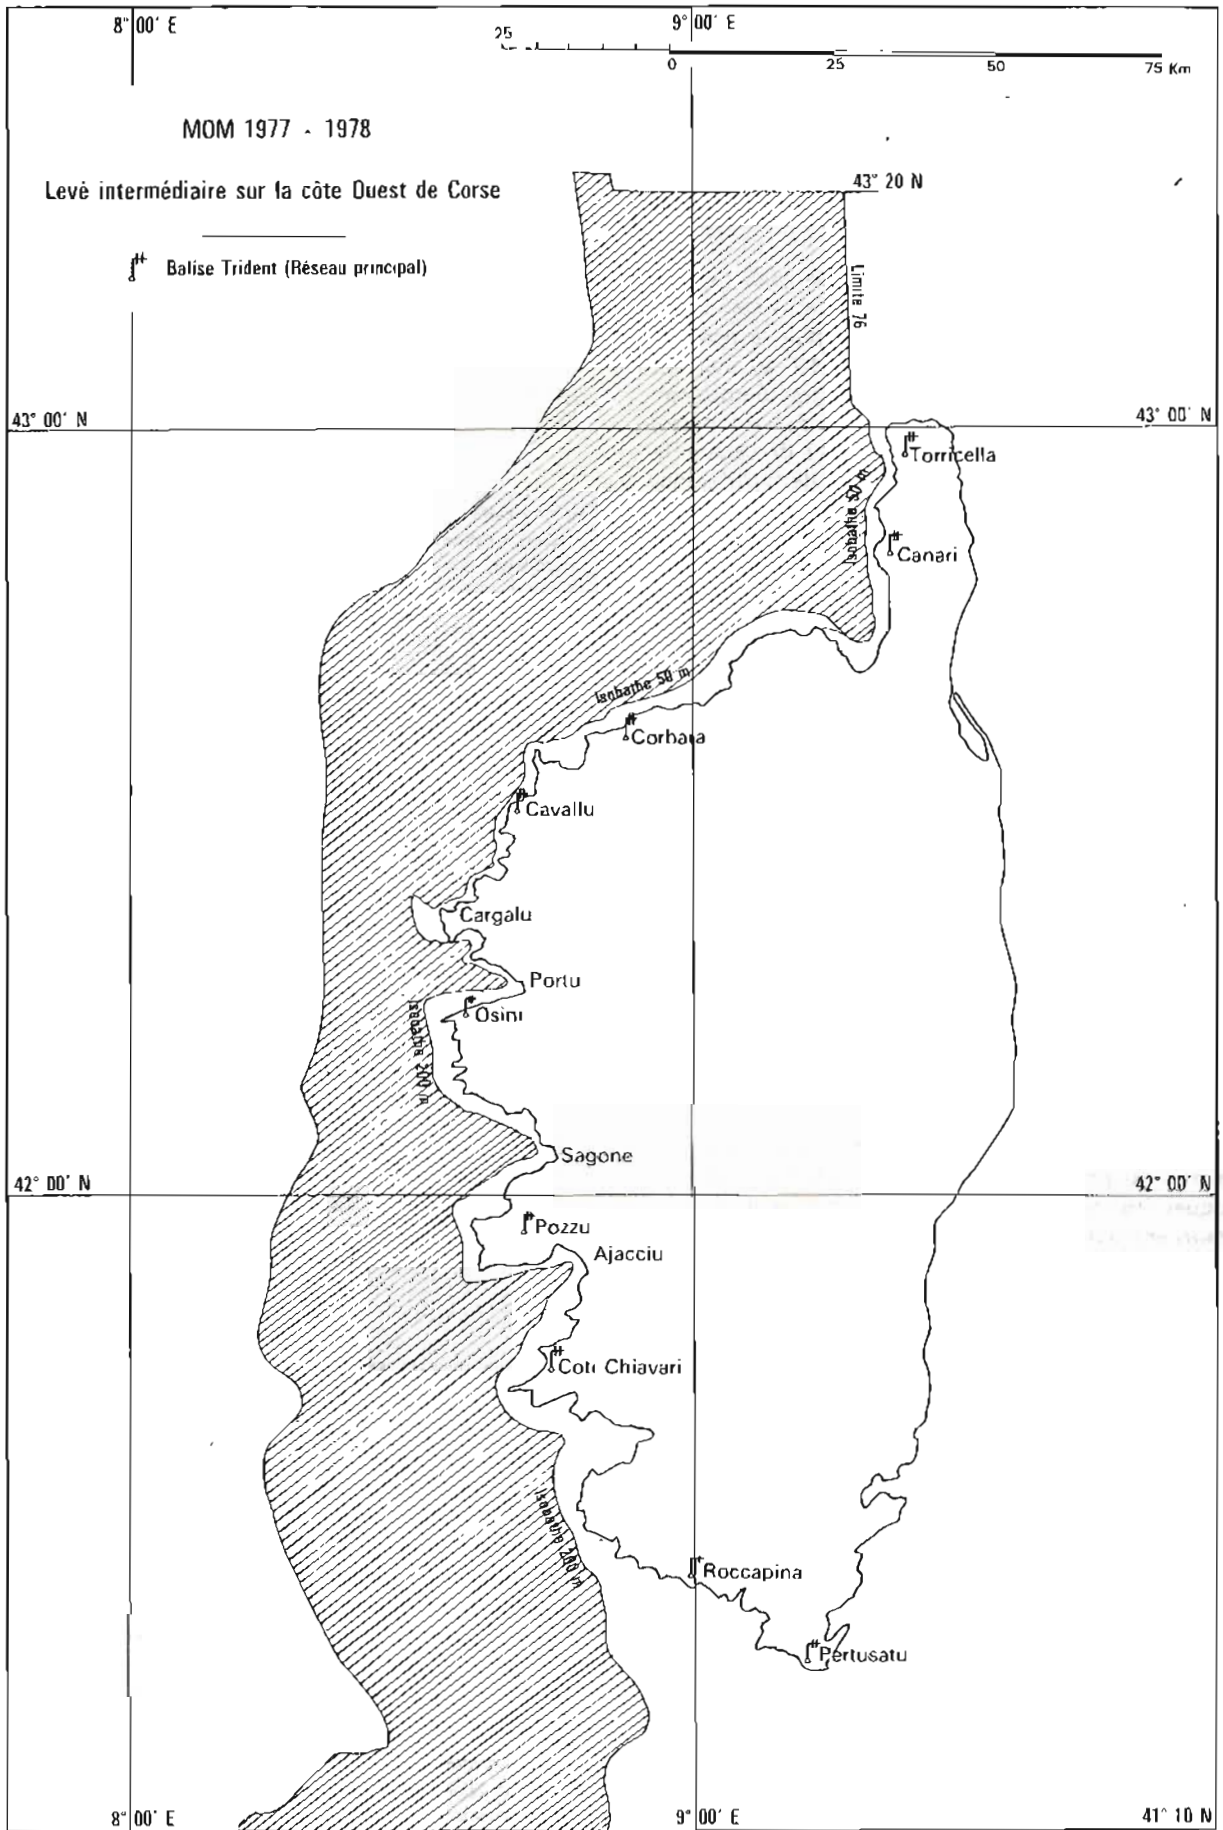 8° 00' E
9° 00' E
25
0
25
50
75 Km
MOM 1977 - 1978
Levé intermédiaire sur la côte Ouest de Corse
43° 20 N
Balise Trident (Réseau principal)
Limite 76
43° 00' N
43° 00' N
Torricella
Isobathe 50 m
Canari
Isobathe 50 m
Corbara
Cavallu
Cargalu
Portu
Osini
Isobathe 200 m
Sagone
42° 00' N
42° 00' N
Pozzu
Ajacciu
Coti Chiavari
Isobathe 200 m
Roccapina
Pertusatu
8° 00' E
9° 00' E
41° 10 N